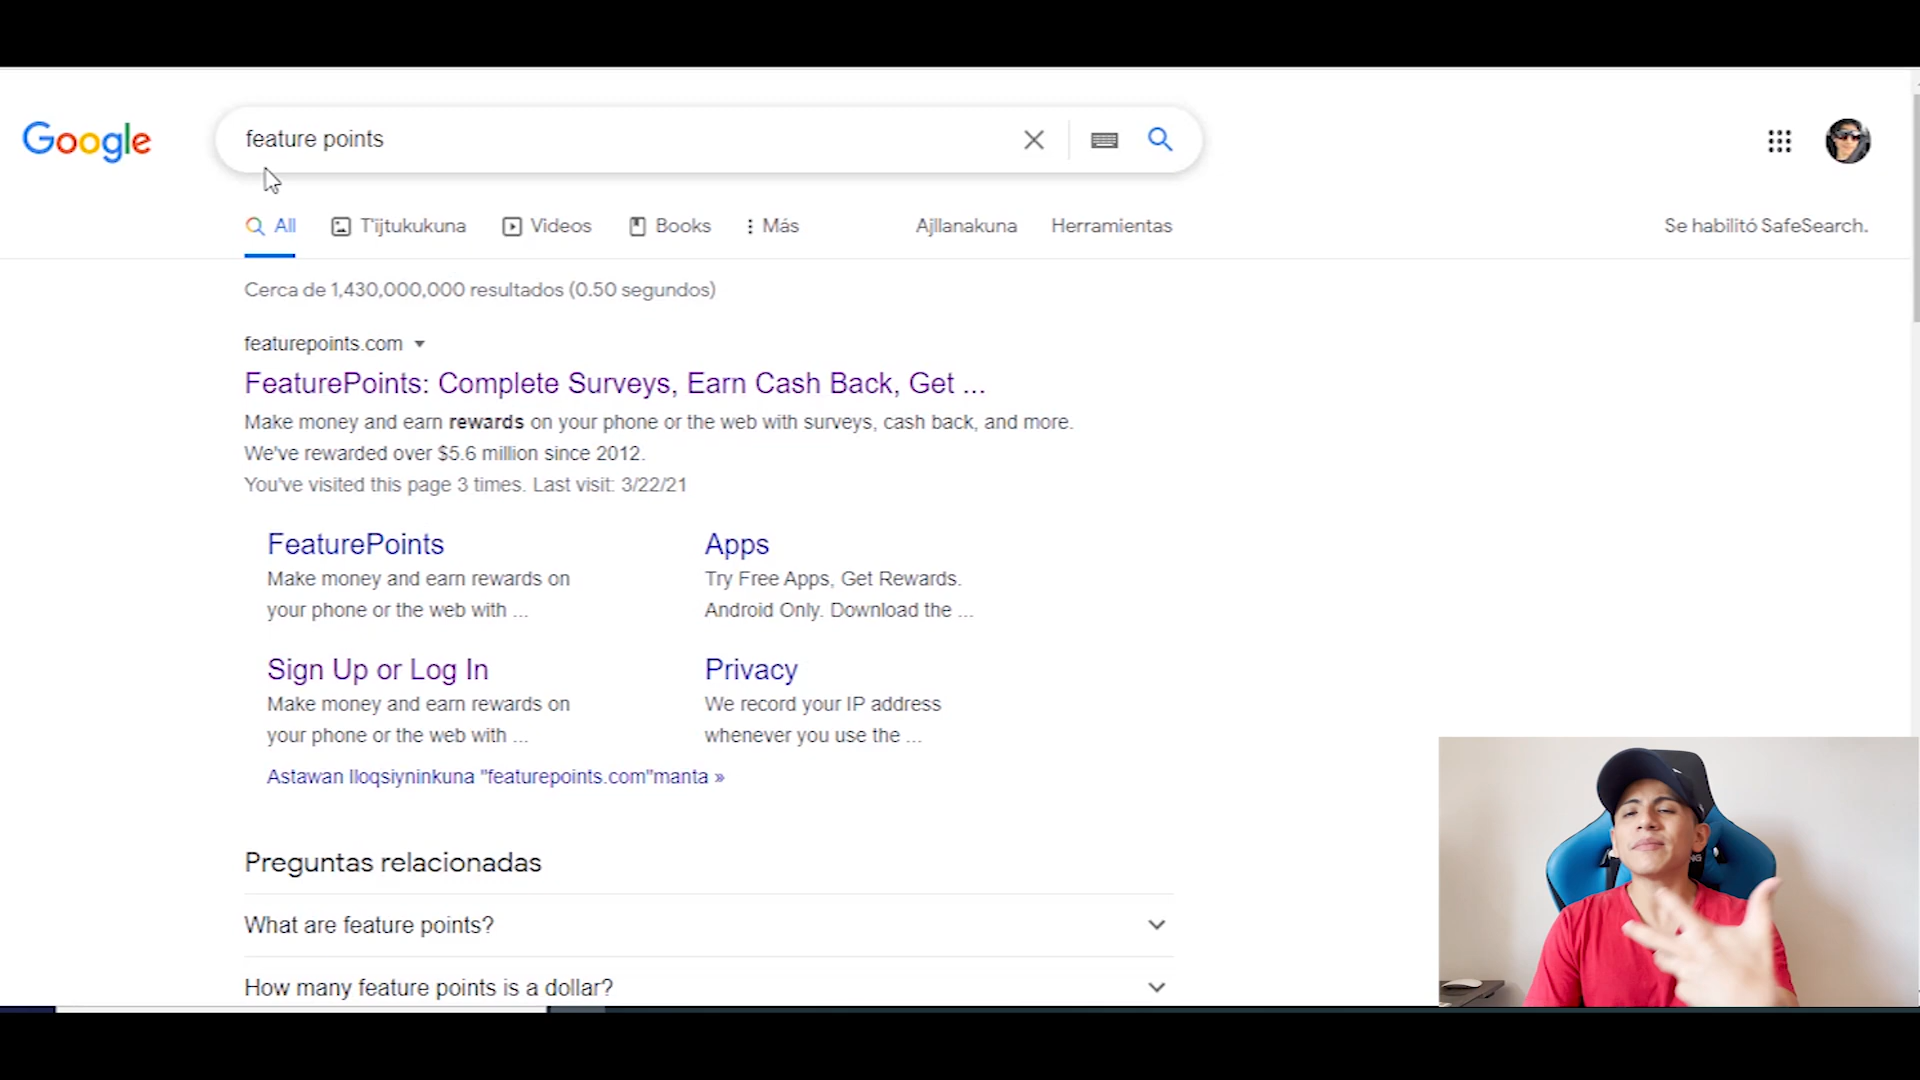 Google
feature points
All T'ijtukukuna Videos Books Más Ajllanakuna Herramientas Se habilitó SafeSearch.
Cerca de 1,430,000,000 resultados (0.50 segundos)
featurepoints.com
FeaturePoints: Complete Surveys, Earn Cash Back, Get ...
Make money and earn rewards on your phone or the web with surveys, cash back, and more.
We've rewarded over $5.6 million since 2012.
You've visited this page 3 times. Last visit: 3/22/21
FeaturePoints
Make money and earn rewards on
your phone or the web with ...
Apps
Try Free Apps, Get Rewards.
Android Only. Download the ...
Sign Up or Log In
Make money and earn rewards on
your phone or the web with ...
Privacy
We record your IP address
whenever you use the ...
Astawan lloqsiyninkuna "featurepoints.com"manta »
Preguntas relacionadas
What are feature points?
How many feature points is a dollar?